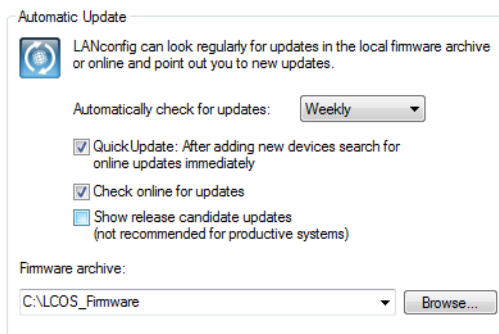 Automatic Update
LANconfig can look regularly for updates in the local firmware archive
or online and point out you to new updates.
Automatically check for updates: Weekly
QuickUpdate: After adding new devices search for
online updates immediately
Check online for updates
Show release candidate updates
(not recommended for productive systems)
Firmware archive:
C:\LCOS_Firmware Browse...